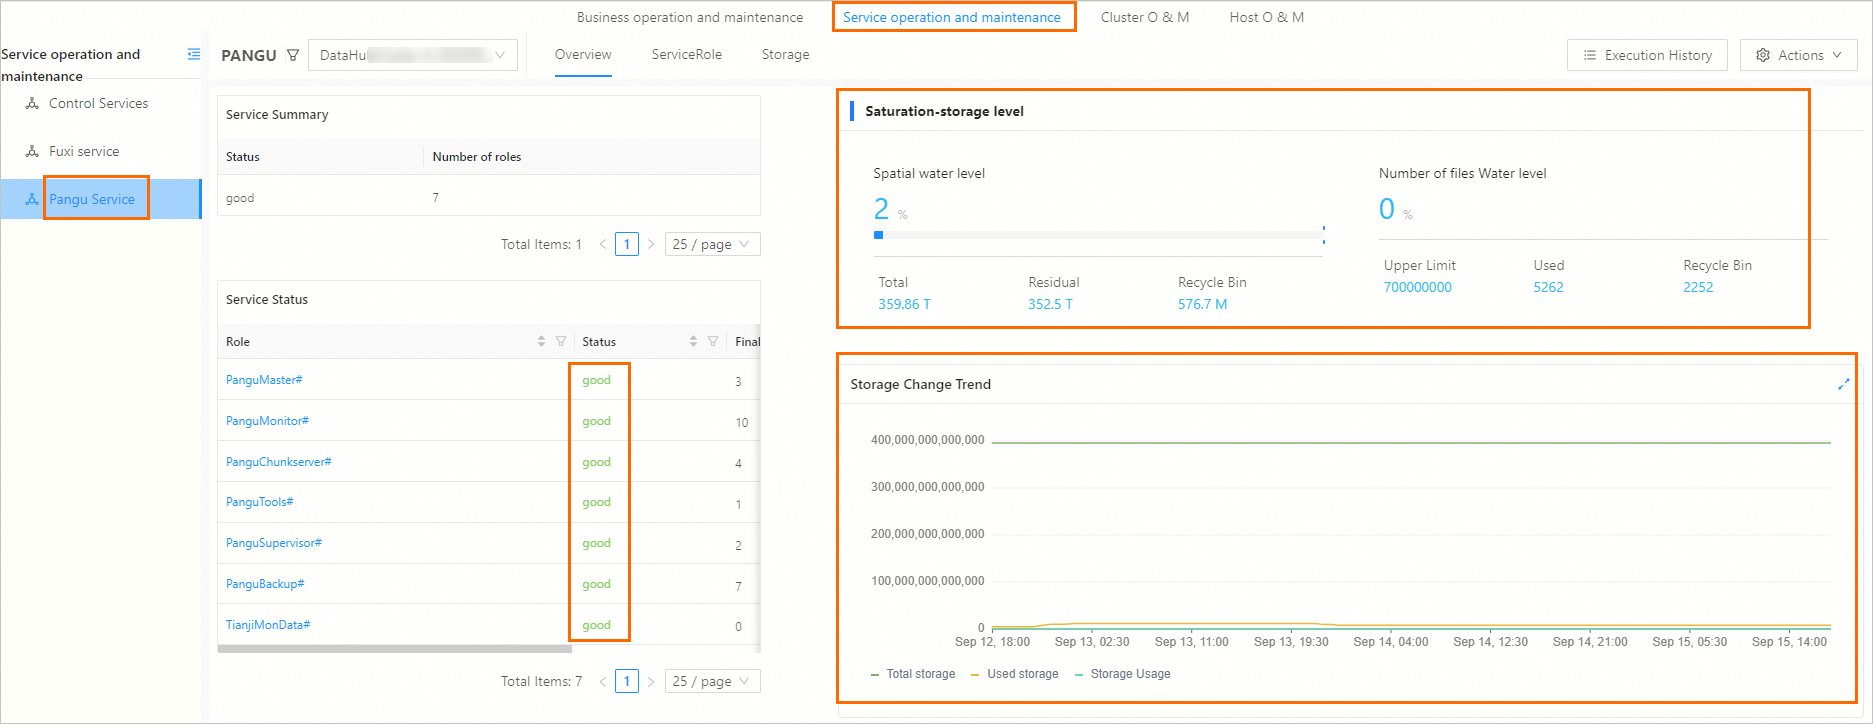 Business operation and maintenance
Service operation and maintenance
Cluster O & M
Host O & M
Service operation and
maintenance
Control Services
Fuxi service
Pangu Service
PANGU
DataHu
Overview
ServiceRole
Storage
Execution History
Actions
Service Summary
Status
Number of roles
good
7
Total Items: 1
1
25 / page
Service Status
Role
Status
Final
PanguMaster#
good
3
PanguMonitor#
good
10
PanguChunkserver#
good
4
PanguTools#
good
1
PanguSupervisor#
good
2
PanguBackup#
good
7
TianjiMonData#
good
0
Total Items: 7
1
25 / page
Saturation-storage level
Spatial water level
2 %
Total
359.86 T
Residual
352.5 T
Recycle Bin
576.7 M
Number of files Water level
0 %
Upper Limit
700000000
Used
5262
Recycle Bin
2252
Storage Change Trend
400,000,000,000,000
300,000,000,000,000
200,000,000,000,000
100,000,000,000,000
0
Sep 12, 18:00
Sep 13, 02:30
Sep 13, 11:00
Sep 13, 19:30
Sep 14, 04:00
Sep 14, 12:30
Sep 14, 21:00
Sep 15, 05:30
Sep 15, 14:00
Total storage
Used storage
Storage Usage